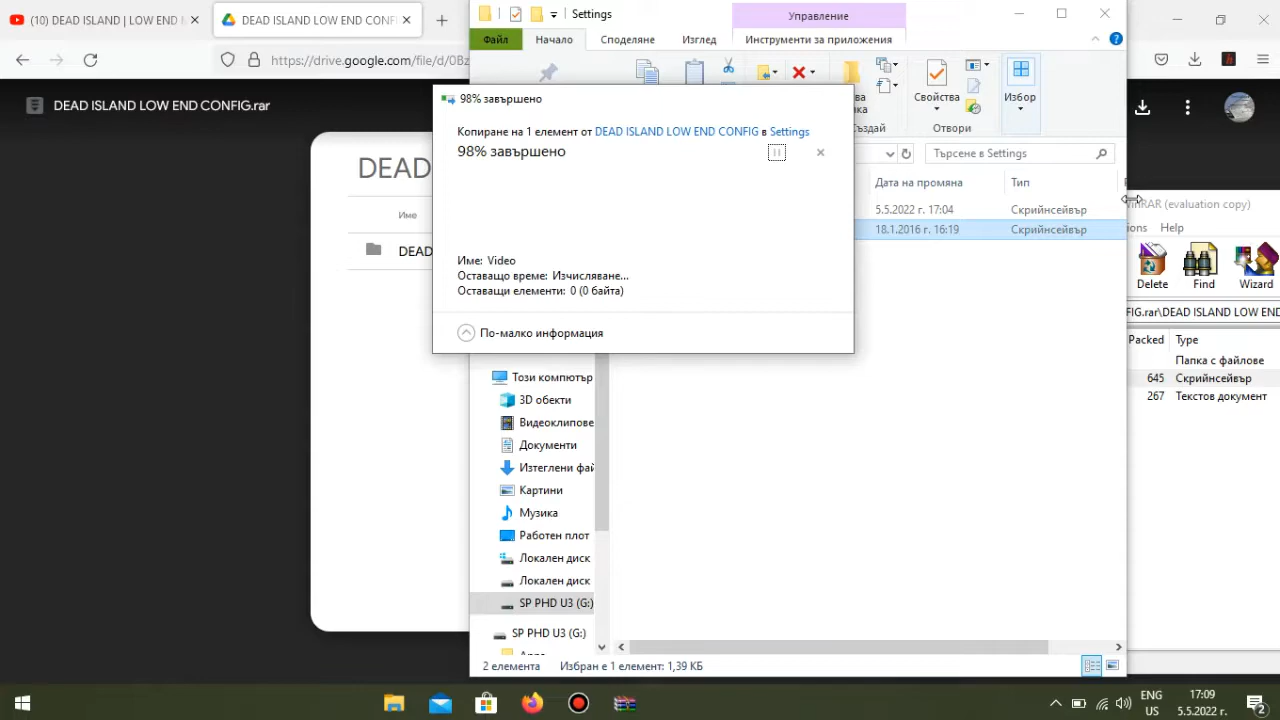 (10) DEAD ISLAND | LOW END
DEAD ISLAND LOW END CONFI
https://drive.google.com/file/d/0Bz
DEAD ISLAND LOW END CONFIG.rar
DEAD
Име
DEAD
Settings
Управление
Файл
Начало
Споделяне
Изглед
Инструменти за приложения
Свойства
Избор
Отвори
Търсене в Settings
Дата на промяна
Тип
5.5.2022 г. 17:04
Скрийнсейвър
18.1.2016 г. 16:19
Скрийнсейвър
98% завършено
Копиране на 1 елемент от DEAD ISLAND LOW END CONFIG в Settings
98% завършено
Име: Video
Оставащо време: Изчисляване...
Оставащи елементи: 0 (0 байта)
По-малко информация
Този компютър
3D обекти
Видеоклипове
Документи
Изтеглени фай
Картини
Музика
Работен плот
Локален диск
Локален диск
SP PHD U3 (G:)
SP PHD U3 (G:)
2 елемента
Избран е 1 елемент: 1,39 КБ
RAR (evaluation copy)
ions
Help
Delete
Find
Wizard
FIG.rar\DEAD ISLAND LOW END
Packed
Type
Папка с файлове
645
Скрийнсейвър
267
Текстов документ
ENG
US
17:09
5.5.2022 г.
2